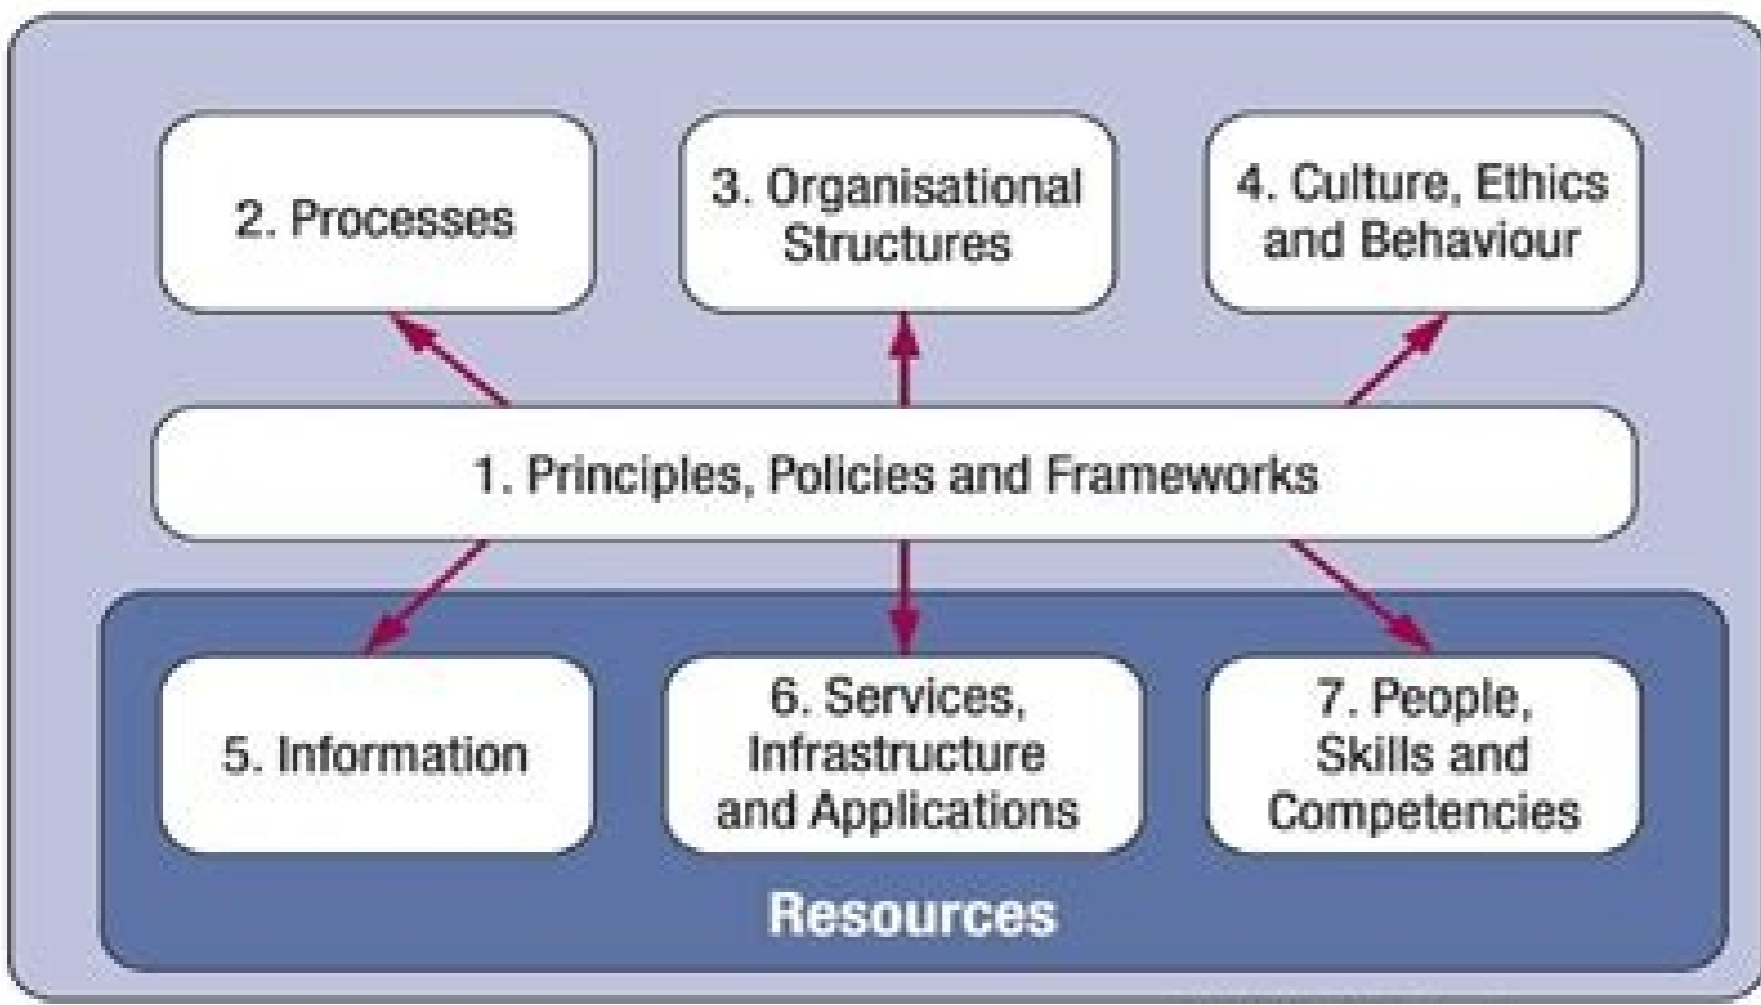 2. Processes
3. Organisational
Structures
4. Culture, Ethics
and Behaviour
1. Principles, Policies and Frameworks
5. Information
6. Services,
Infrastructure
and Applications
7. People,
Skills and
Competencies
Resources